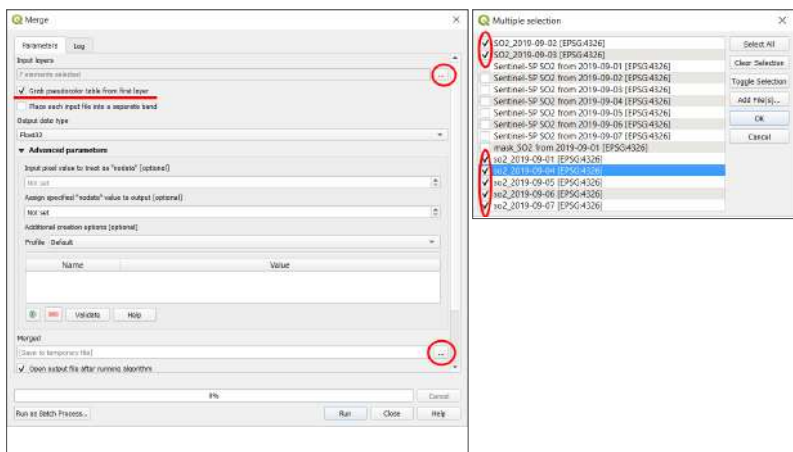 Merge
Parameters Log
Input layers
7 elements selected
...
Grab pseudocolor table from first layer
Place each input file into a separate band
Output data type
Float32
Advanced parameters
Input pixel value to treat as "nodata" [optional]
Not set
Assign specified "nodata" value to output [optional]
Not set
Additional creation options [optional]
Profile Default
Name Value
Validate Help
Merged
[Save to temporary file]
...
Open output file after running algorithm
0% Cancel
Run as Batch Process... Run Close Help
Multiple selection
SO2_2019-09-02 [EPSG:4326]
SO2_2019-09-03 [EPSG:4326]
Sentinel-5P SO2 from 2019-09-01 [EPSG:4326]
Sentinel-5P SO2 from 2019-09-02 [EPSG:4326]
Sentinel-5P SO2 from 2019-09-03 [EPSG:4326]
Sentinel-5P SO2 from 2019-09-04 [EPSG:4326]
Sentinel-5P SO2 from 2019-09-05 [EPSG:4326]
Sentinel-5P SO2 from 2019-09-06 [EPSG:4326]
Sentinel-5P SO2 from 2019-09-07 [EPSG:4326]
mask_SO2 from 2019-09-01 [EPSG:4326]
so2_2019-09-01 [EPSG:4326]
so2_2019-09-04 [EPSG:4326]
so2_2019-09-05 [EPSG:4326]
so2_2019-09-06 [EPSG:4326]
so2_2019-09-07 [EPSG:4326]
Select All
Clear Selection
Toggle Selection
Add File(s)...
OK
Cancel